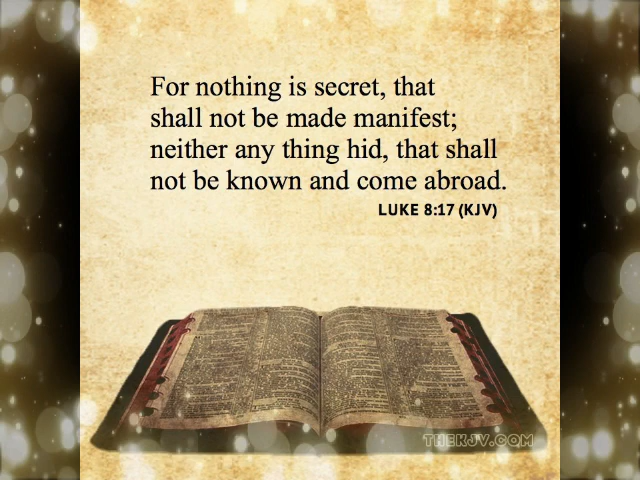 For nothing is secret, that
shall not be made manifest;
neither any thing hid, that shall
not be known and come abroad.
LUKE 8:17 (KJV)
THEKJV.COM